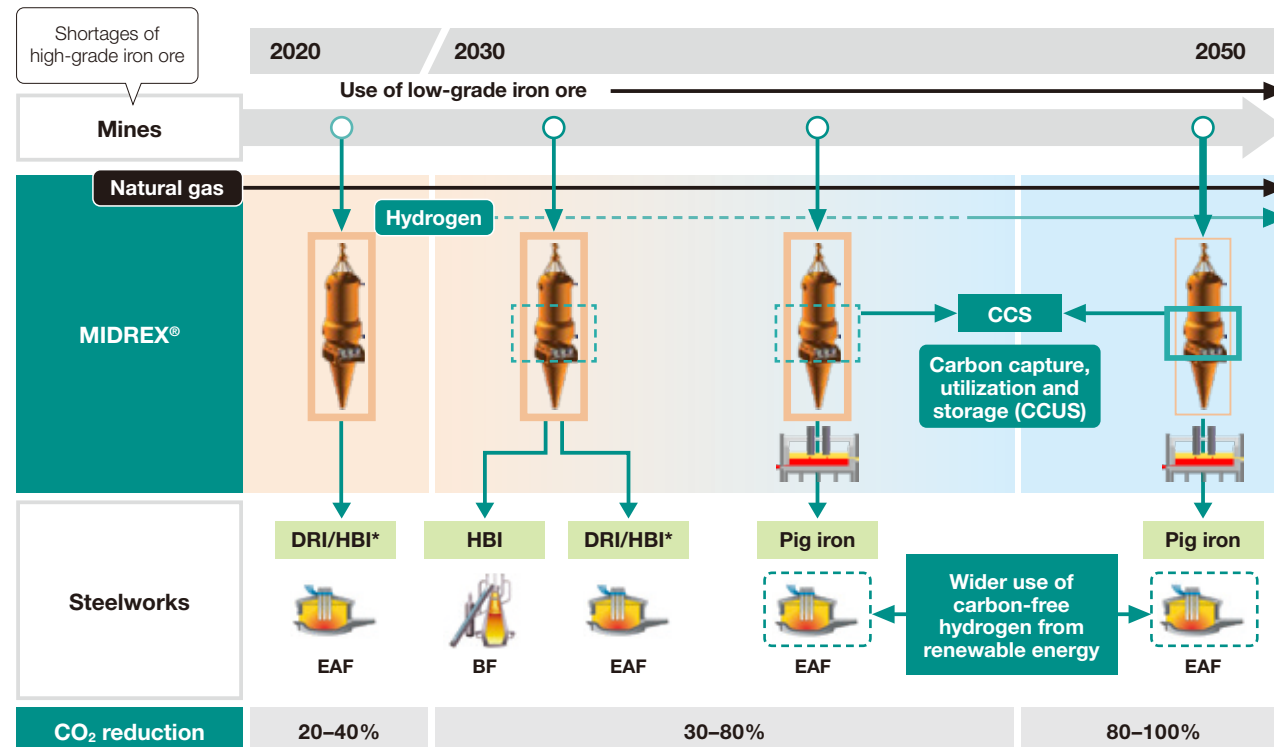 Shortages of
high-grade iron ore
2020
2030
2050
Use of low-grade iron ore
Mines
Natural gas
Hydrogen
MIDREX®
CCS
Carbon capture,
utilization and
storage (CCUS)
DRI/HBI*
HBI
DRI/HBI*
Pig iron
Pig iron
Steelworks
Wider use of
carbon-free
hydrogen from
renewable energy
EAF
BF
EAF
EAF
EAF
CO₂ reduction
20–40%
30–80%
80–100%